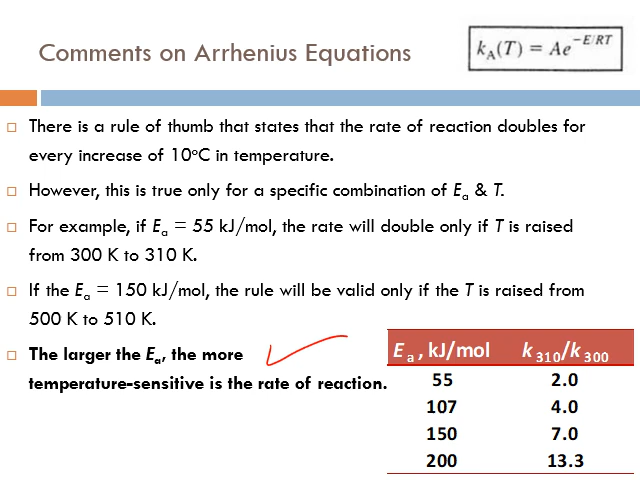 Comments on Arrhenius Equations
k_A(T) = Ae^{-E/RT}
There is a rule of thumb that states that the rate of reaction doubles for
every increase of 10°C in temperature.
However, this is true only for a specific combination of Eₐ & T.
For example, if Eₐ = 55 kJ/mol, the rate will double only if T is raised
from 300 K to 310 K.
If the Eₐ = 150 kJ/mol, the rule will be valid only if the T is raised from
500 K to 510 K.
The larger the Eₐ, the more
temperature-sensitive is the rate of reaction.
Eₐ, kJ/mol k₃₁₀/k₃₀₀
55 2.0
107 4.0
150 7.0
200 13.3